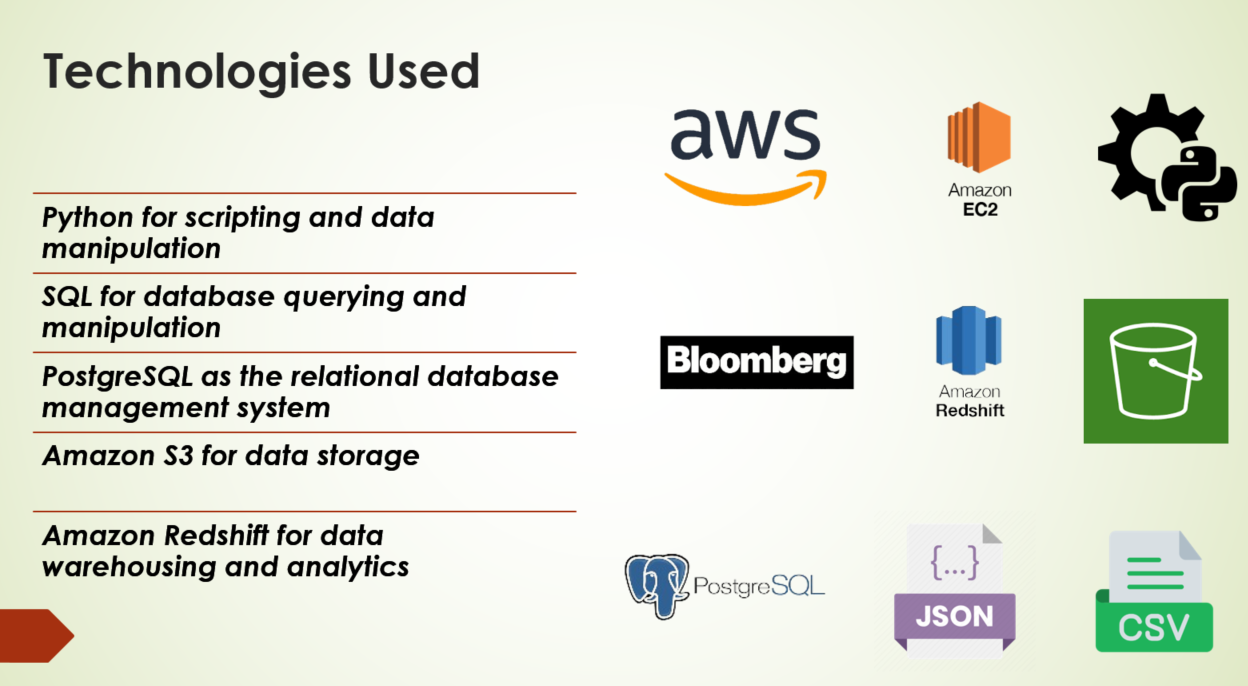 Technologies Used
Python for scripting and data
manipulation
SQL for database querying and
manipulation
PostgreSQL as the relational database
management system
Amazon S3 for data storage
Amazon Redshift for data
warehousing and analytics
aws
Amazon
EC2
Bloomberg
Amazon
Redshift
PostgreSQL
{...}
JSON
CSV